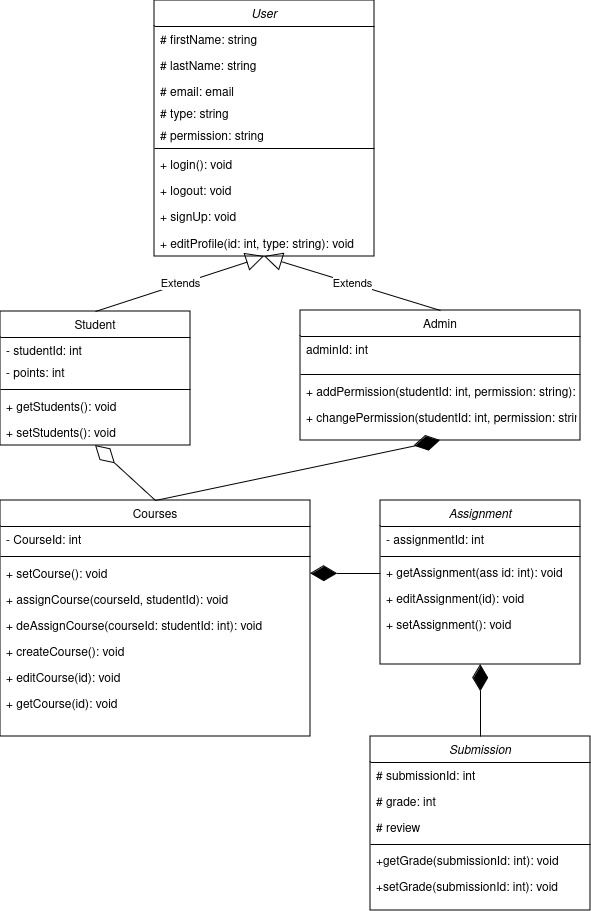 User
# firstName: string
# lastName: string
# email: email
# type: string
# permission: string
+ login(): void
+ logout: void
+ signUp: void
+ editProfile(id: int, type: string): void
Extends
Extends
Student
- studentId: int
- points: int
+ getStudents(): void
+ setStudents(): void
Admin
adminId: int
+ addPermission(studentId: int, permission: string):
+ changePermission(studentId: int, permission: strin
Courses
- CourseId: int
+ setCourse(): void
+ assignCourse(courseId, studentId): void
+ deAssignCourse(courseId: studentId: int): void
+ createCourse(): void
+ editCourse(id): void
+ getCourse(id): void
Assignment
- assignmentId: int
+ getAssignment(ass id: int): void
+ editAssignment(id): void
+ setAssignment(): void
Submission
# submissionId: int
# grade: int
# review
+getGrade(submissionId: int): void
+setGrade(submissionId: int): void